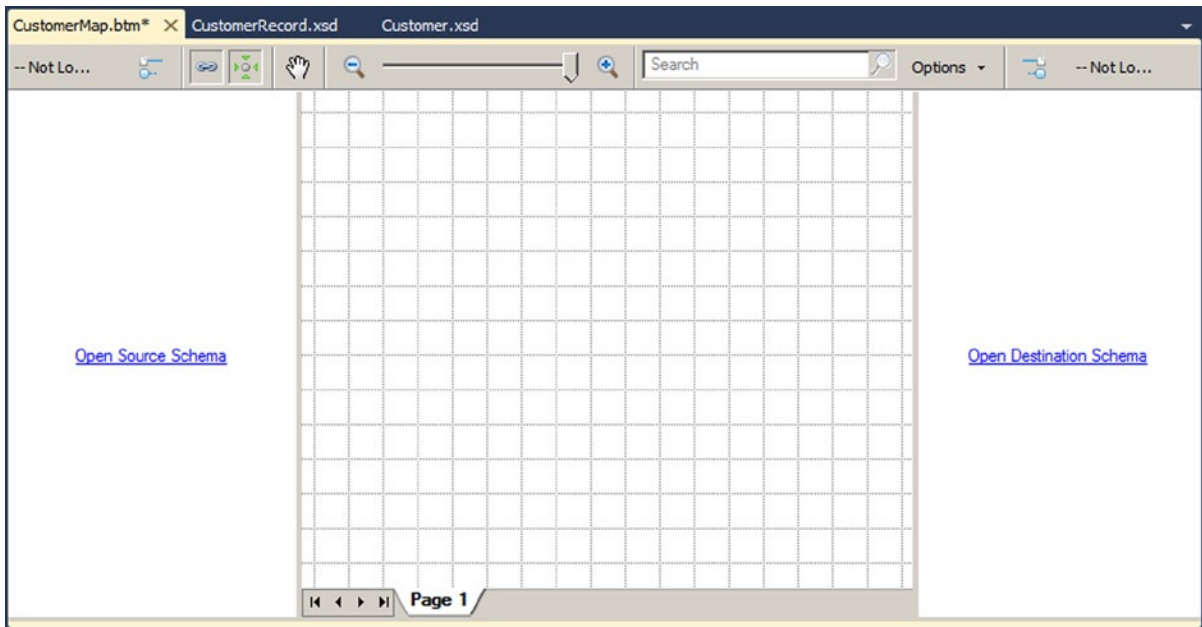 CustomerMap.btm* CustomerRecord.xsd Customer.xsd
-- Not Lo... Search Options -- Not Lo...
Open Source Schema Open Destination Schema
Page 1